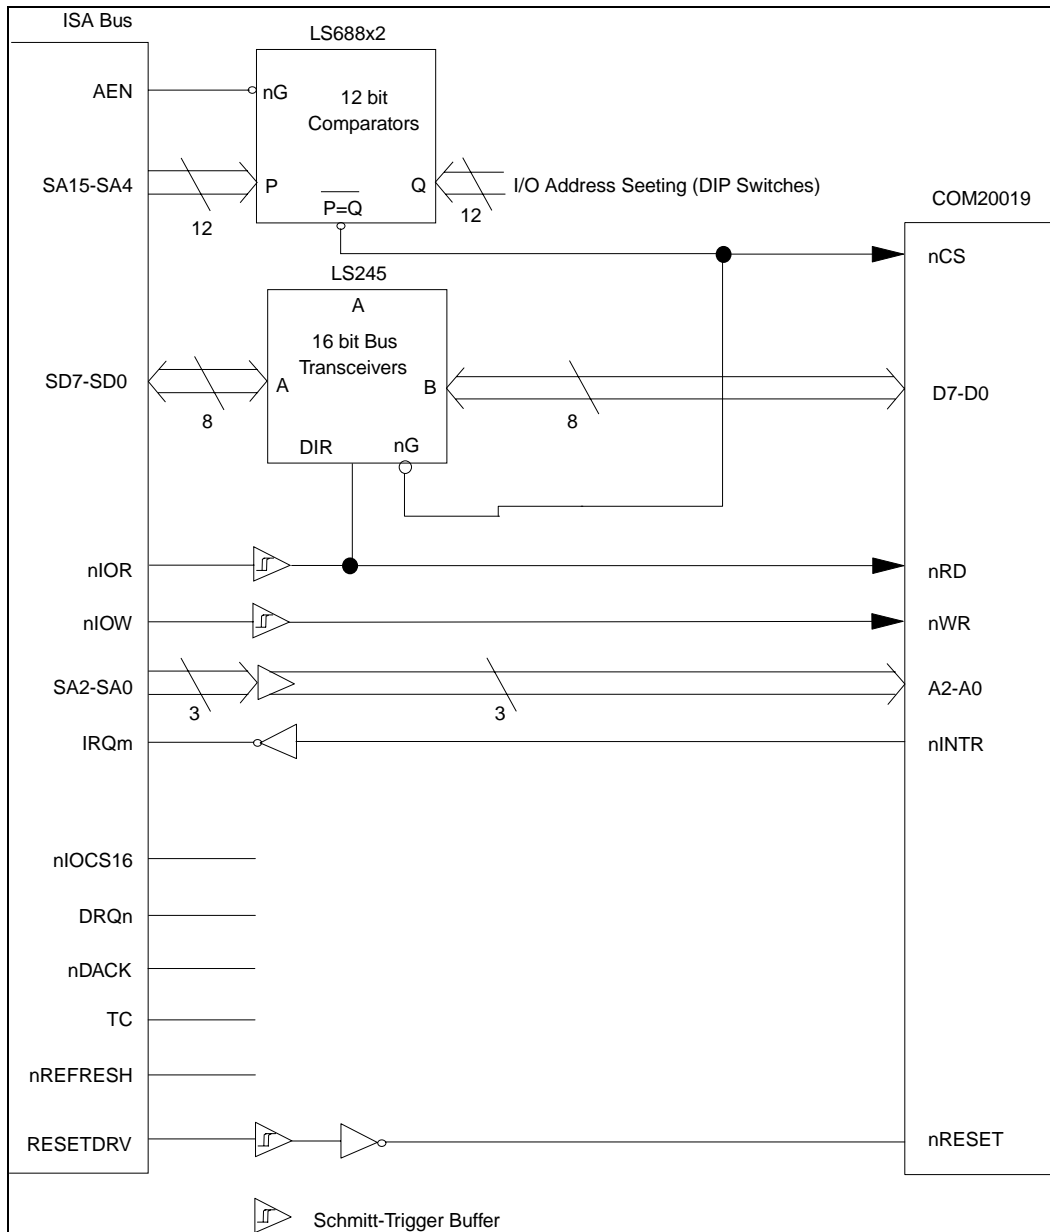 ISA Bus
LS688x2
AEN
nG
12 bit
Comparators
SA15-SA4
P
Q
I/O Address Seeting (DIP Switches)
12
P=Q
12
COM20019
nCS
LS245
A
16 bit Bus
Transceivers
SD7-SD0
A
B
D7-D0
8
8
DIR
nG
nIOR
nRD
nIOW
nWR
SA2-SA0
A2-A0
3
3
IRQm
nINTR
nIOCS16
DRQn
nDACK
TC
nREFRESH
RESETDRV
nRESET
Schmitt-Trigger Buffer